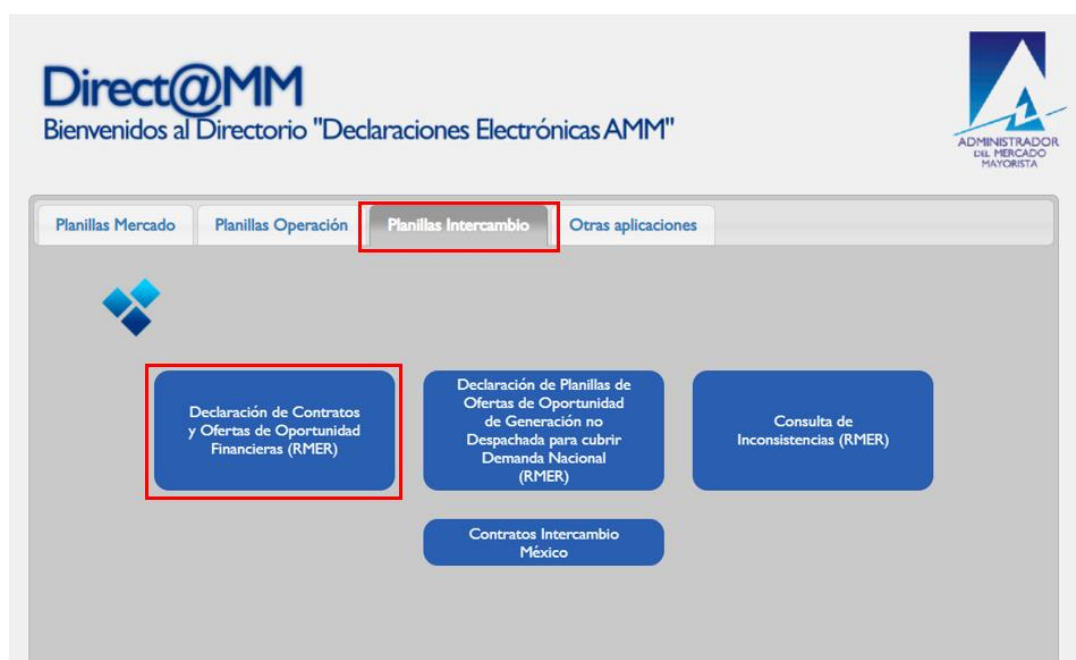 Direct@MM
Bienvenidos al Directorio "Declaraciones Electrónicas AMM"
ADMINISTRADOR
DEL MERCADO
MAYORISTA
Planillas Mercado
Planillas Operación
Planillas Intercambio
Otras aplicaciones
Declaración de Contratos
y Ofertas de Oportunidad
Financieras (RMER)
Declaración de Planillas de
Ofertas de Oportunidad
de Generación no
Despachada para cubrir
Demanda Nacional
(RMER)
Consulta de
Inconsistencias (RMER)
Contratos Intercambio
México